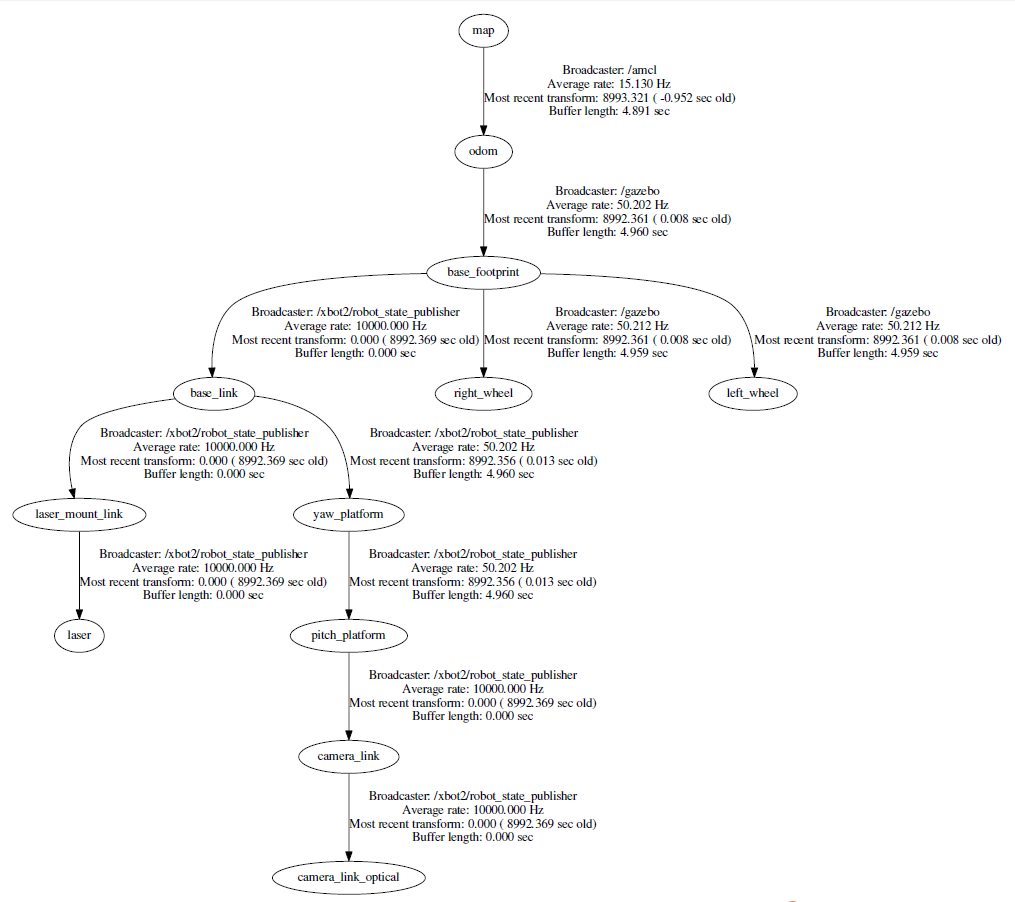 map
Broadcaster: /amcl
Average rate: 15.130 Hz
Most recent transform: 8993.321 ( -0.952 sec old)
Buffer length: 4.891 sec
odom
Broadcaster: /gazebo
Average rate: 50.202 Hz
Most recent transform: 8992.361 ( 0.008 sec old)
Buffer length: 4.960 sec
base_footprint
Broadcaster: /xbot2/robot_state_publisher
Average rate: 10000.000 Hz
Most recent transform: 0.000 ( 8992.369 sec old)
Buffer length: 0.000 sec
Broadcaster: /gazebo
Average rate: 50.212 Hz
Most recent transform: 8992.361 ( 0.008 sec old)
Buffer length: 4.959 sec
Broadcaster: /gazebo
Average rate: 50.212 Hz
Most recent transform: 8992.361 ( 0.008 sec old)
Buffer length: 4.959 sec
base_link
right_wheel
left_wheel
Broadcaster: /xbot2/robot_state_publisher
Average rate: 10000.000 Hz
Most recent transform: 0.000 ( 8992.369 sec old)
Buffer length: 0.000 sec
Broadcaster: /xbot2/robot_state_publisher
Average rate: 50.202 Hz
Most recent transform: 8992.356 ( 0.013 sec old)
Buffer length: 4.960 sec
laser_mount_link
yaw_platform
Broadcaster: /xbot2/robot_state_publisher
Average rate: 10000.000 Hz
Most recent transform: 0.000 ( 8992.369 sec old)
Buffer length: 0.000 sec
Broadcaster: /xbot2/robot_state_publisher
Average rate: 50.202 Hz
Most recent transform: 8992.356 ( 0.013 sec old)
Buffer length: 4.960 sec
laser
pitch_platform
Broadcaster: /xbot2/robot_state_publisher
Average rate: 10000.000 Hz
Most recent transform: 0.000 ( 8992.369 sec old)
Buffer length: 0.000 sec
camera_link
Broadcaster: /xbot2/robot_state_publisher
Average rate: 10000.000 Hz
Most recent transform: 0.000 ( 8992.369 sec old)
Buffer length: 0.000 sec
camera_link_optical